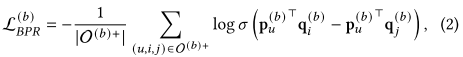 $$\mathcal{L}_{BPR}^{(b)} = -\frac{1}{|\mathcal{O}^{(b)+}|} \sum_{(u,i,j) \in \mathcal{O}^{(b)+}} \log \sigma \left( \mathbf{p}_u^{(b)\top} \mathbf{q}_i^{(b)} - \mathbf{p}_u^{(b)\top} \mathbf{q}_j^{(b)} \right), \quad (2)$$